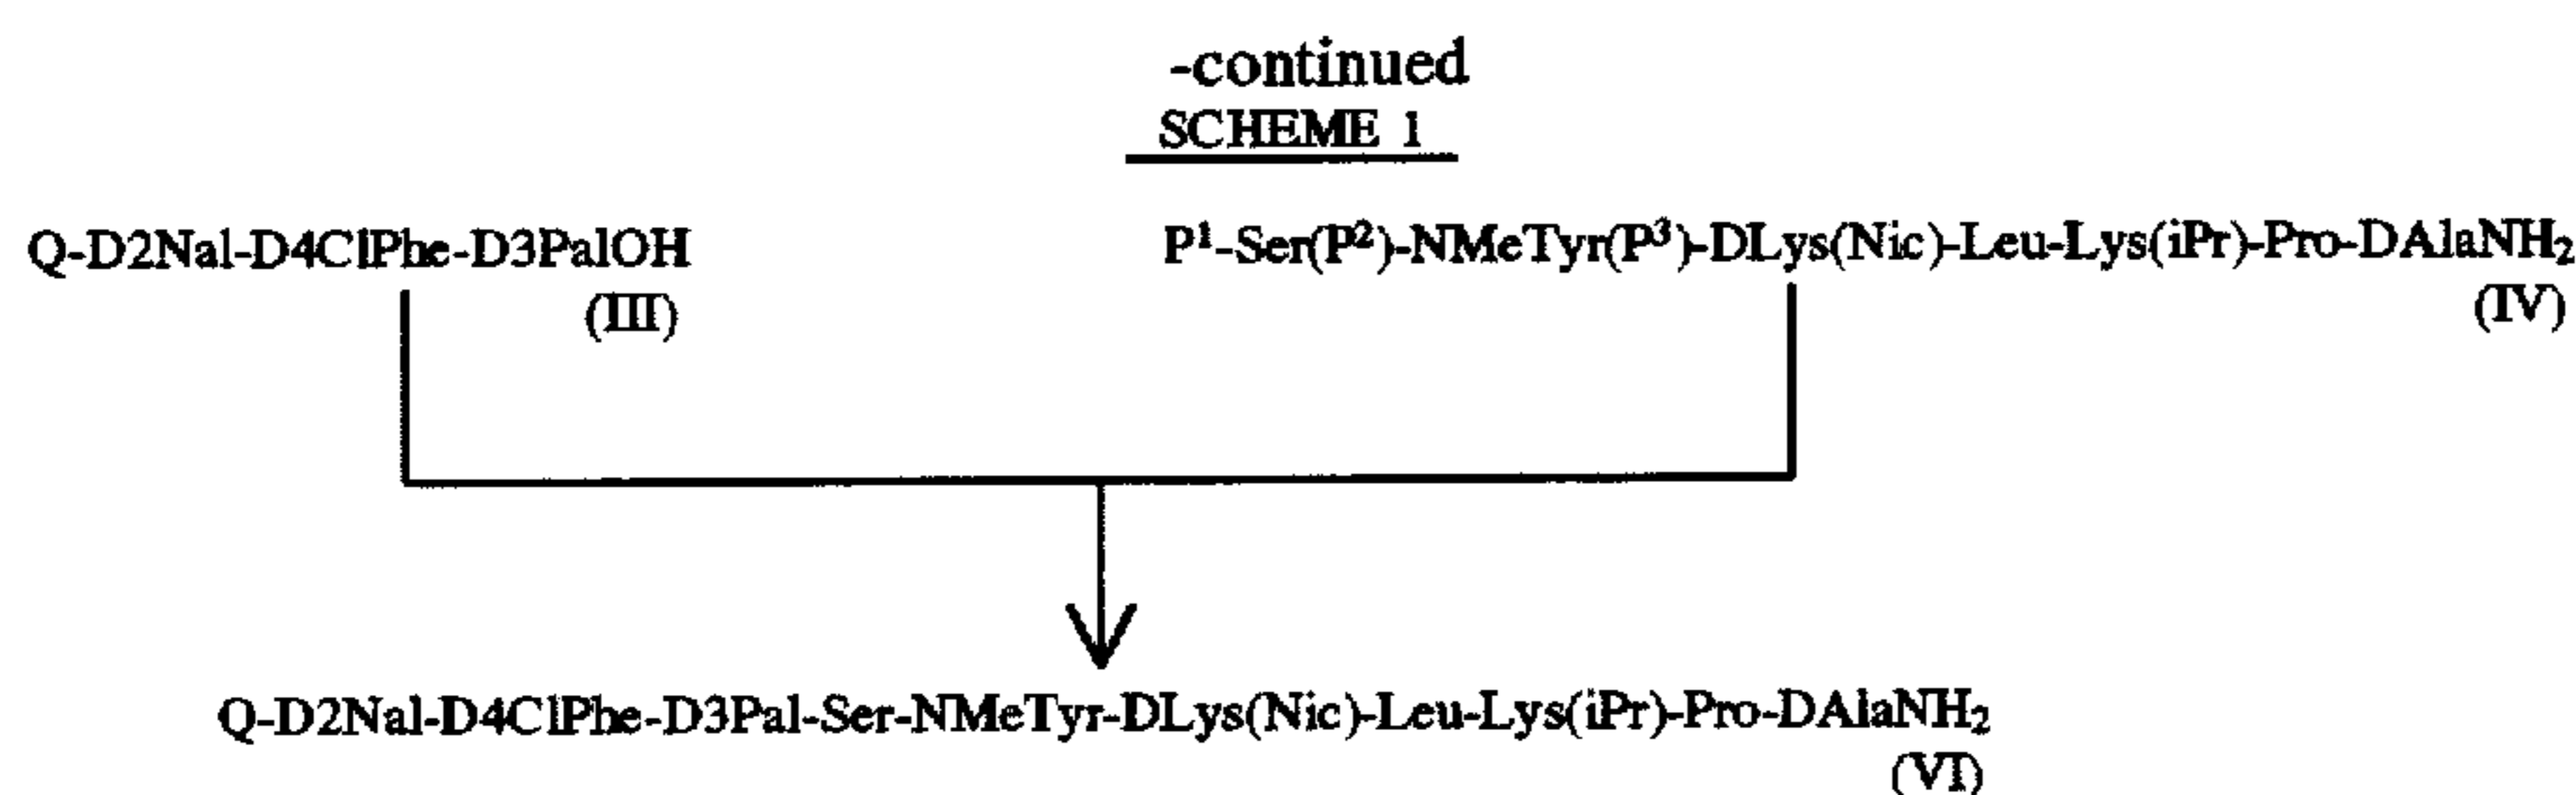 -continued
SCHEME 1
Q-D2Nal-D4ClPhe-D3PalOH
(III)
P¹-Ser(P²)-NMeTyr(P³)-DLys(Nic)-Leu-Lys(iPr)-Pro-DAlaNH₂
(IV)
Q-D2Nal-D4ClPhe-D3Pal-Ser-NMeTyr-DLys(Nic)-Leu-Lys(iPr)-Pro-DAlaNH₂
(VI)